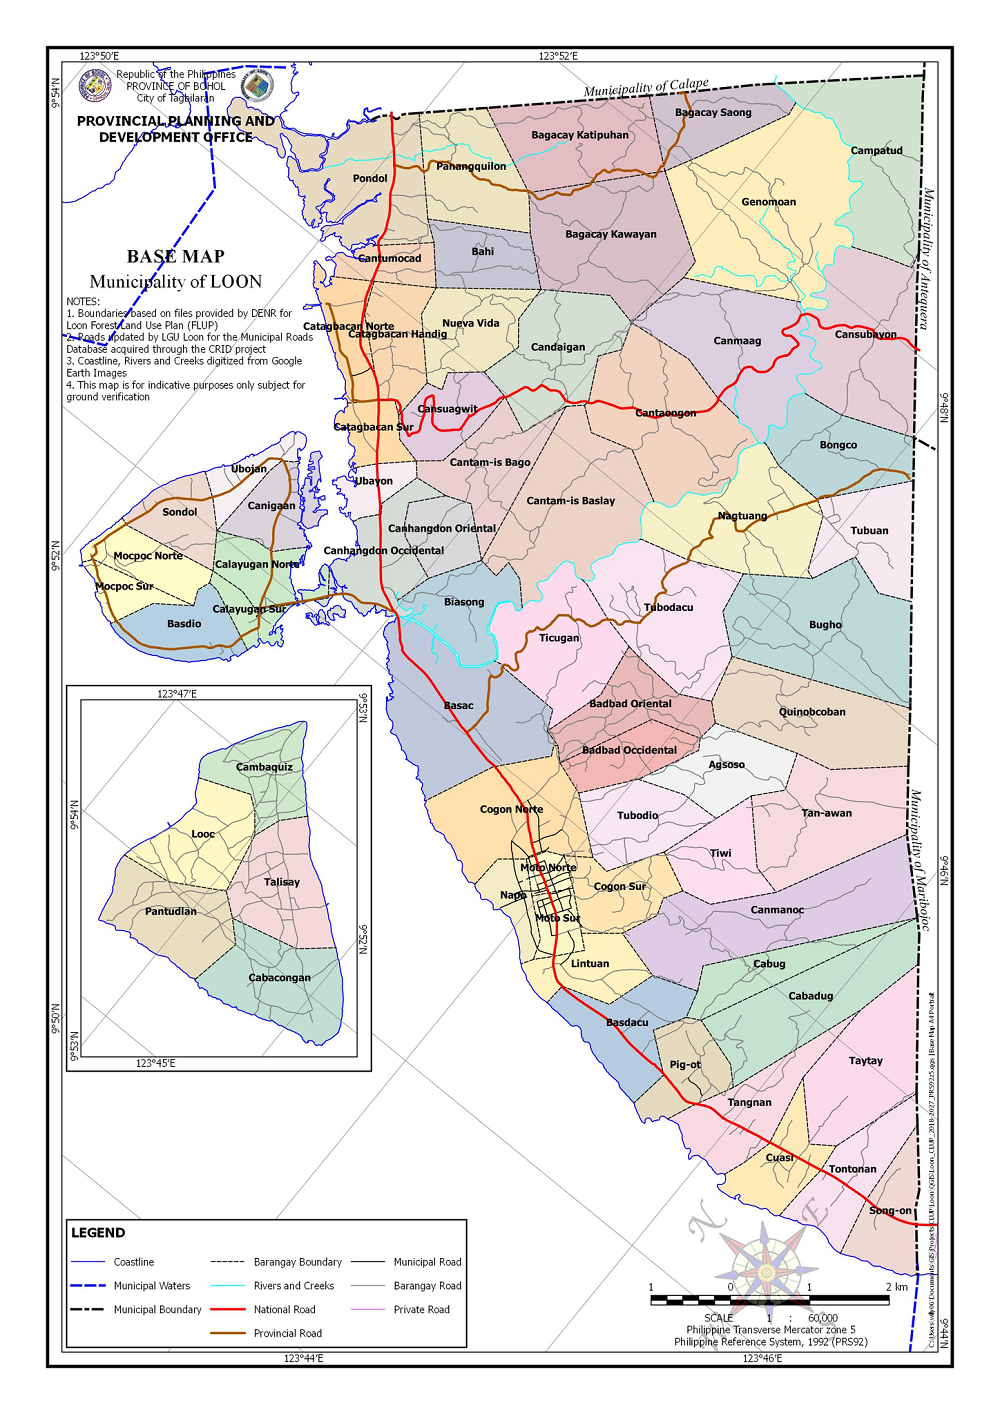 123°50'E
123°52'E
9°54'N
Republic of the Philippines
PROVINCE OF BOHOL
City of Tagbilaran
PROVINCIAL PLANNING AND
DEVELOPMENT OFFICE
Municipality of Calape
BASE MAP
Municipality of LOON
NOTES:
1. Boundaries based on files provided by DENR for
Loon Forest Land Use Plan (FLUP)
2. Roads updated by LGU Loon for the Municipal Roads
Database acquired through the CRID project
3. Coastline, Rivers and Creeks digitized from Google
Earth Images
4. This map is for indicative purposes only subject for
ground verification
Bagacay Saong
Bagacay Katipuhan
Campatud
Panangquilon
Pondol
Genomoan
Municipality of Antequera
Bagacay Kawayan
Bahi
Cantumocad
Catagbacan Norte
Catagbacan Handig
Nueva Vida
Candaigan
Canmaag
Cansubayon
9°48'N
Cansuagwit
Cantaongon
Catagbacan Sur
Bongco
Cantam-is Bago
Ubayon
Cantam-is Baslay
Ubojan
Canigaan
Sondol
Nagtuang
Tubuan
Canhangdon Oriental
Canhangdon Occidental
9°52'N
Mocpoc Norte
Calayugan Norte
Mocpoc Sur
Calayugan Sur
Basdio
Biasong
Tubodacu
Ticugan
Bugho
Basac
Badbad Oriental
Quinobcoban
Badbad Occidental
Agsoso
123°47'E
9°53'N
Cambaquiz
9°54'N
Looc
Talisay
Pantudlan
9°52'N
Cabacongan
9°53'N
123°45'E
9°50'N
Cogon Norte
Tubodio
Tan-awan
Municipality of Maribojoc
Tiwi
9°46'N
Moto Norte
Cogon Sur
Napo
Moto Sur
Canmanoc
Lintuan
Cabug
Cabadug
Basdacu
Pig-ot
Taytay
Tangnan
Cuasi
Tontonan
Song-on
LEGEND
Coastline
Barangay Boundary
Municipal Road
Municipal Waters
Rivers and Creeks
Barangay Road
Municipal Boundary
National Road
Private Road
Provincial Road
N
E
S
1 0 1 2 km
SCALE 1 : 60,000
Philippine Transverse Mercator zone 5
Philippine Reference System, 1992 (PRS92)
9°44'N
123°44'E
123°46'E